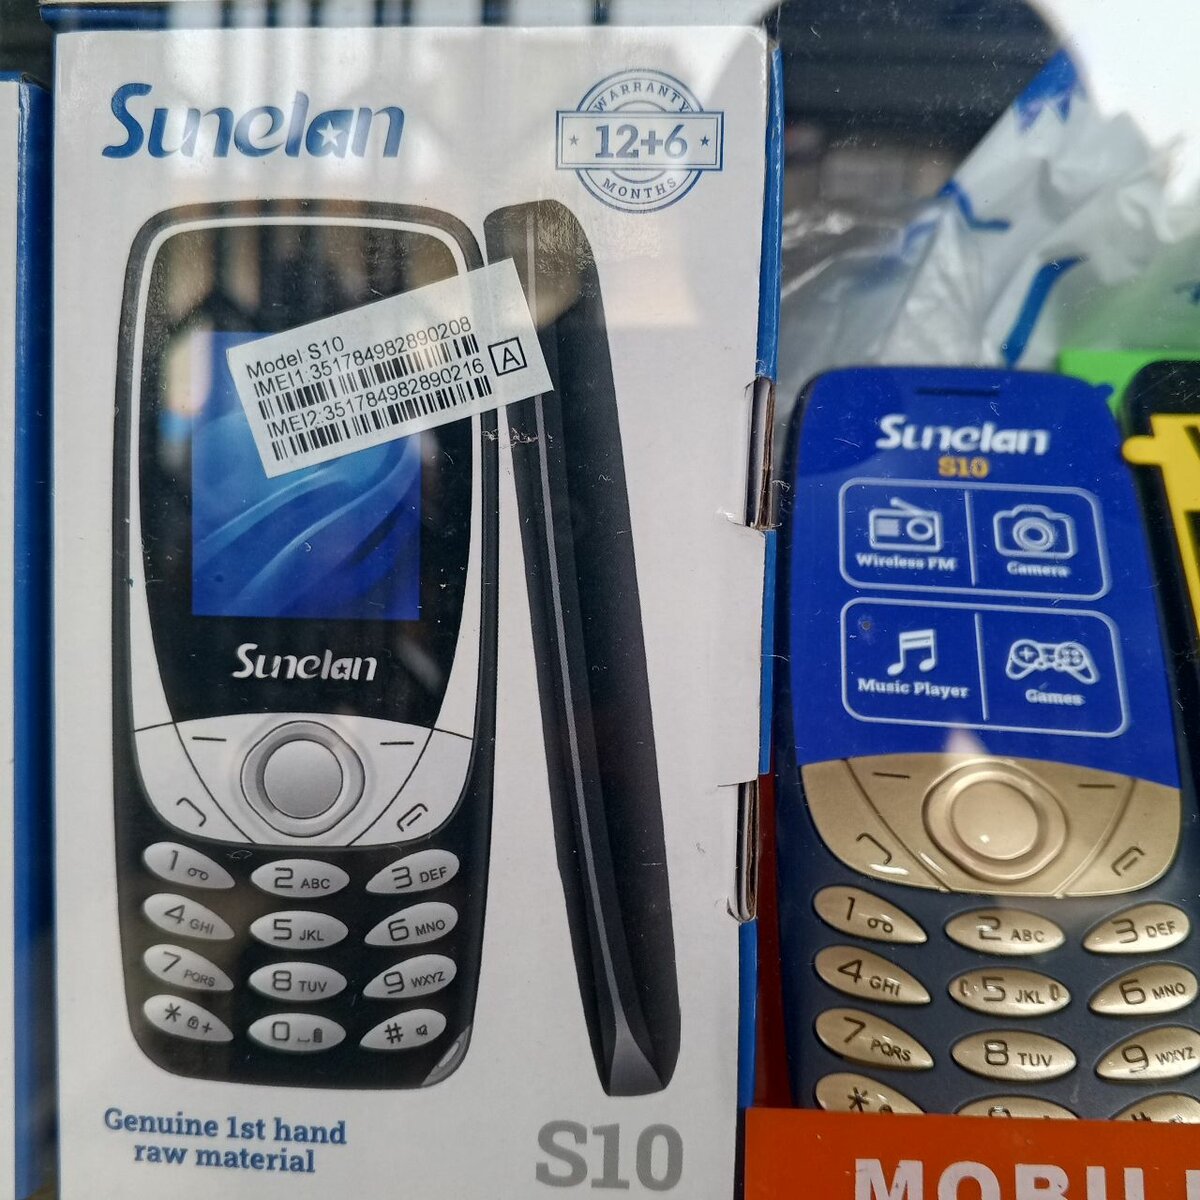 Sunelan
WARRANTY
12+6
MONTHS
Model S10
IMEI1:351784982890208
IMEI2:351784982890216
A
Sunelan
1
2 ABC
3 DEF
4 GHI
5 JKL
6 MNO
7 PQRS
8 TUV
9 WXYZ
* +
0
#
Genuine 1st hand
raw material
S10
Sunelan
S10
Wireless FM
Camera
Music Player
Games
1
2 ABC
3 DEF
4 GHI
5 JKL
6 MNO
7 PQRS
8 TUV
9 WXYZ
*